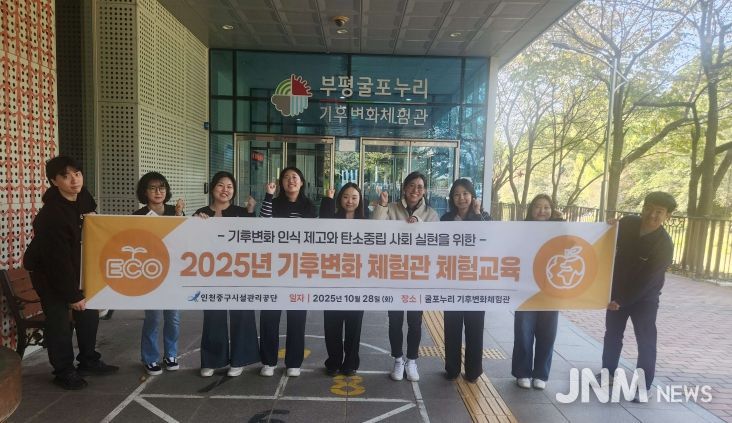 부평굴포누리
기후변화체험관
- 기후변화 인식 제고와 탄소중립 사회 실현을 위한 -
ECO
2025년 기후변화 체험관 체험교육
인천중구시설관리공단 일자 | 2025년 10월 28일 (화) 장소 | 굴포누리 기후변화체험관
JNM NEWS